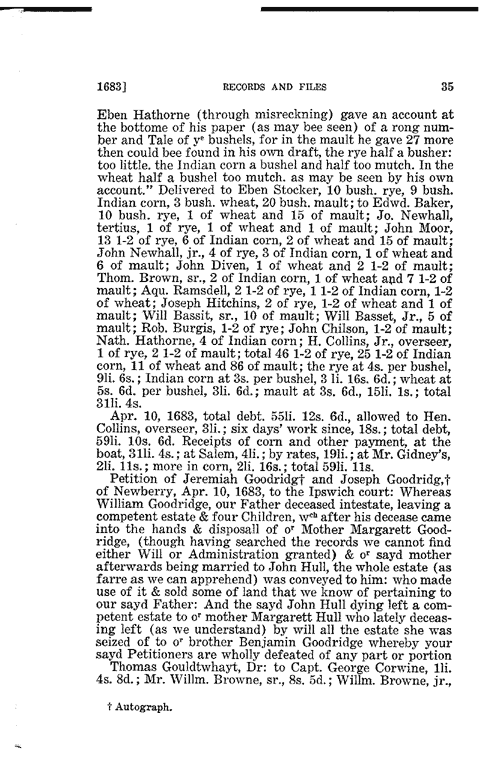 1683] RECORDS AND FILES 35
Eben Hathorne (through misreckning) gave an account at
the bottome of his paper (as may bee seen) of a rong num-
ber and Tale of yᵉ bushels, for in the mault he gave 27 more
then could bee found in his own draft, the rye half a busher:
too little. the Indian corn a bushel and half too mutch. In the
wheat half a bushel too mutch. as may be seen by his own
account." Delivered to Eben Stocker, 10 bush. rye, 9 bush.
Indian corn, 3 bush. wheat, 20 bush. mault; to Edwd. Baker,
10 bush. rye, 1 of wheat and 15 of mault; Jo. Newhall,
tertius, 1 of rye, 1 of wheat and 1 of mault; John Moor,
13 1-2 of rye, 6 of Indian corn, 2 of wheat and 15 of mault;
John Newhall, jr., 4 of rye, 3 of Indian corn, 1 of wheat and
6 of mault; John Diven, 1 of wheat and 2 1-2 of mault;
Thom. Brown, sr., 2 of Indian corn, 1 of wheat and 7 1-2 of
mault; Aqu. Ramsdell, 2 1-2 of rye, 1 1-2 of Indian corn, 1-2
of wheat; Joseph Hitchins, 2 of rye, 1-2 of wheat and 1 of
mault; Will Bassit, sr., 10 of mault; Will Basset, Jr., 5 of
mault; Rob. Burgis, 1-2 of rye; John Chilson, 1-2 of mault;
Nath. Hathorne, 4 of Indian corn; H. Collins, Jr., overseer,
1 of rye, 2 1-2 of mault; total 46 1-2 of rye, 25 1-2 of Indian
corn, 11 of wheat and 86 of mault; the rye at 4s. per bushel,
9li. 6s.; Indian corn at 3s. per bushel, 3 li. 16s. 6d.; wheat at
5s. 6d. per bushel, 3li. 6d.; mault at 3s. 6d., 15li. 1s.; total
31li. 4s.
Apr. 10, 1683, total debt. 55li. 12s. 6d., allowed to Hen.
Collins, overseer, 3li.; six days' work since, 18s.; total debt,
59li. 10s. 6d. Receipts of corn and other payment, at the
boat, 31li. 4s.; at Salem, 4li.; by rates, 19li.; at Mr. Gidney's,
2li. 11s.; more in corn, 2li. 16s.; total 59li. 11s.
Petition of Jeremiah Goodridg† and Joseph Goodridg,†
of Newberry, Apr. 10, 1683, to the Ipswich court: Whereas
William Goodridge, our Father deceased intestate, leaving a
competent estate & four Children, wᶜʰ after his decease came
into the hands & disposall of oʳ Mother Margarett Good-
ridge, (though having searched the records we cannot find
either Will or Administration granted) & oʳ sayd mother
afterwards being married to John Hull, the whole estate (as
farre as we can apprehend) was conveyed to him: who made
use of it & sold some of land that we know of pertaining to
our sayd Father: And the sayd John Hull dying left a com-
petent estate to oʳ mother Margarett Hull who lately deceas-
ing left (as we understand) by will all the estate she was
seized of to oʳ brother Benjamin Goodridge whereby your
sayd Petitioners are wholly defeated of any part or portion
Thomas Gouldtwhayt, Dr: to Capt. George Corwine, 1li.
4s. 8d.; Mr. Willm. Browne, sr., 8s. 5d.; Willm. Browne, jr.,
† Autograph.